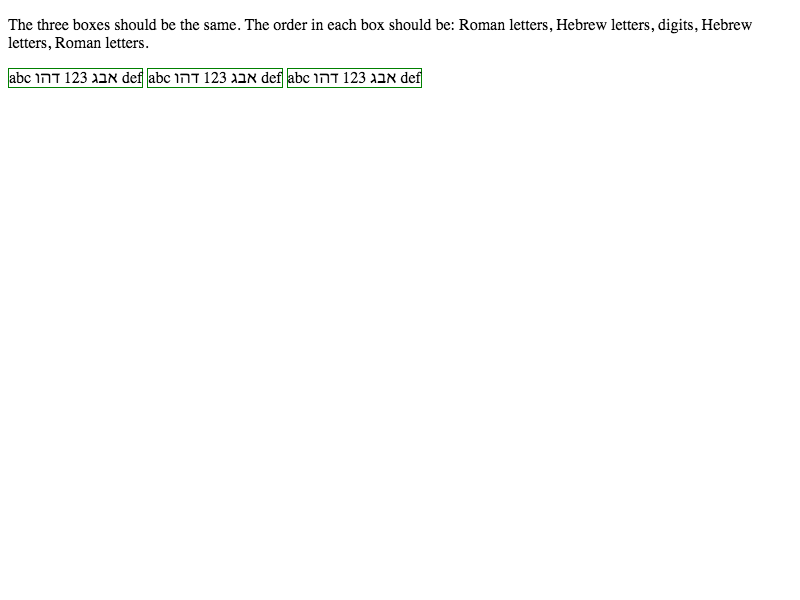 The three boxes should be the same. The order in each box should be: Roman letters, Hebrew letters, digits, Hebrew
letters, Roman letters.
abc אבג 123 דהו def abc אבג 123 דהו def abc אבג 123 דהו def